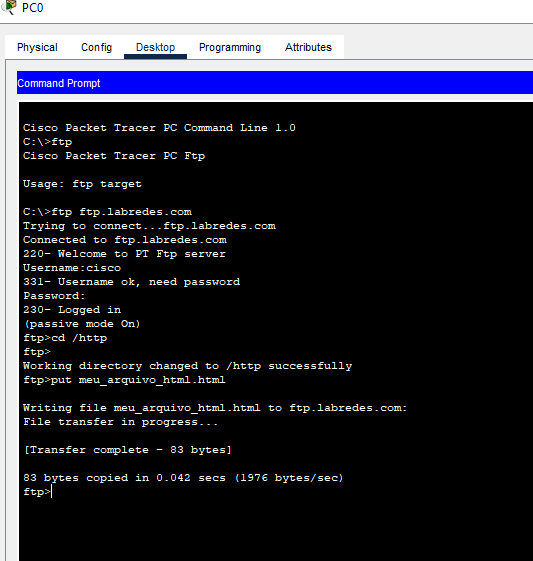 PC0
Physical Config Desktop Programming Attributes
Command Prompt
Cisco Packet Tracer PC Command Line 1.0
C:\>ftp
Cisco Packet Tracer PC Ftp
Usage: ftp target
C:\>ftp ftp.labredes.com
Trying to connect...ftp.labredes.com
Connected to ftp.labredes.com
220- Welcome to PT Ftp server
Username:cisco
331- Username ok, need password
Password:
230- Logged in
(passive mode On)
ftp>cd /http
ftp>
Working directory changed to /http successfully
ftp>put meu_arquivo_html.html
Writing file meu_arquivo_html.html to ftp.labredes.com:
File transfer in progress...
[Transfer complete - 83 bytes]
83 bytes copied in 0.042 secs (1976 bytes/sec)
ftp>